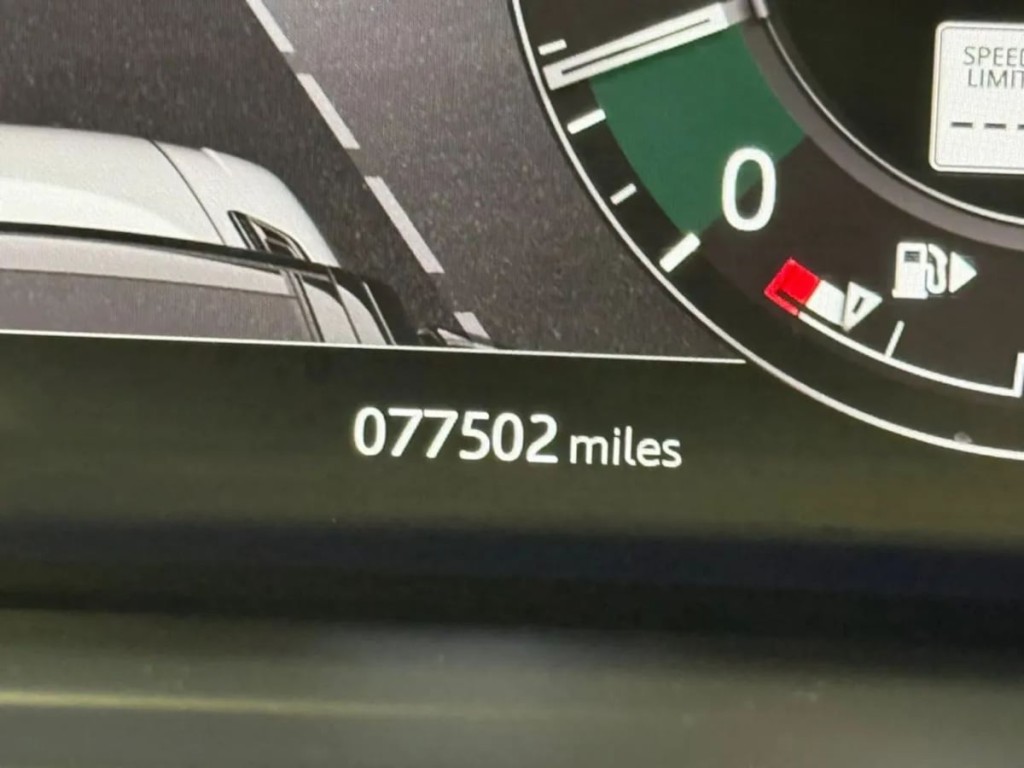 SPEED
LIMIT
---
0
077502 miles